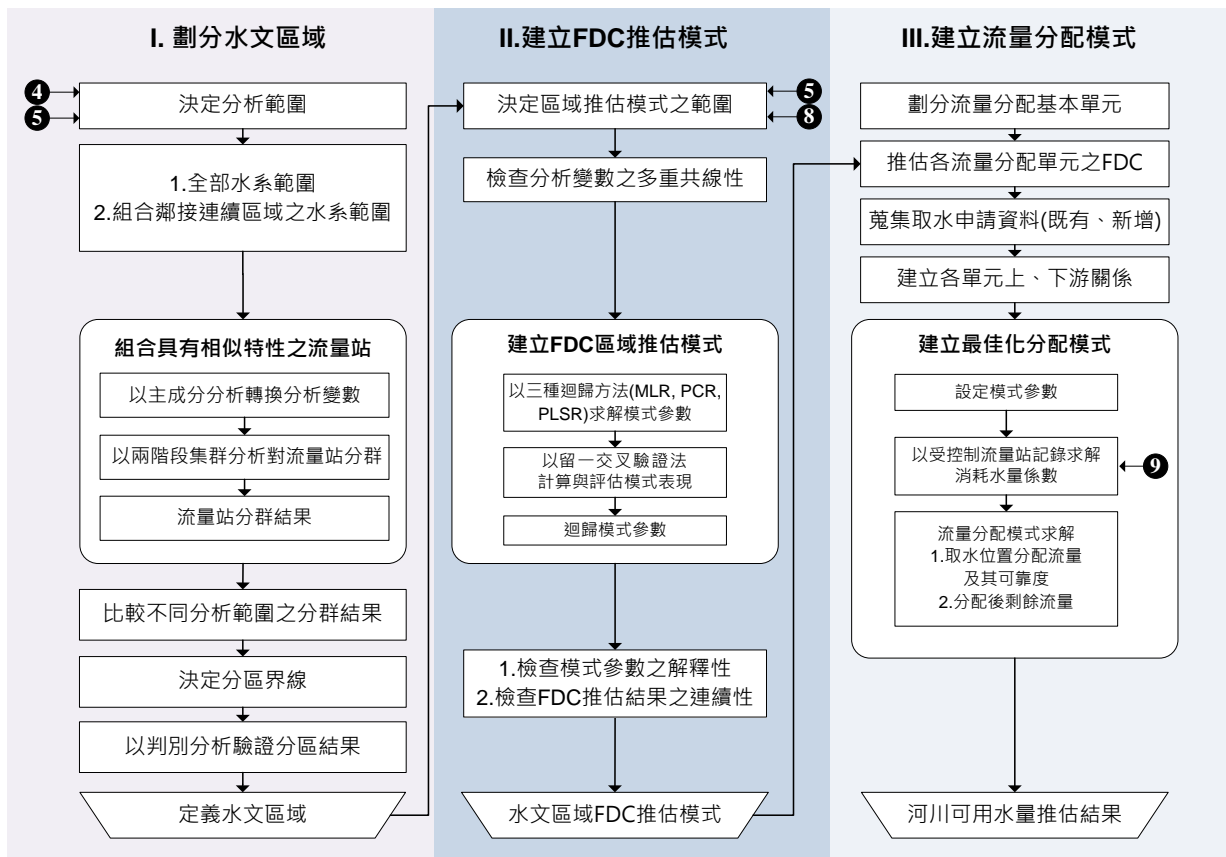 I. 劃分水文區域
❹
❺
決定分析範圍
1.全部水系範圍
2.組合鄰接連續區域之水系範圍
組合具有相似特性之流量站
以主成分分析轉換分析變數
以兩階段集群分析對流量站分群
流量站分群結果
比較不同分析範圍之分群結果
決定分區界線
以判別分析驗證分區結果
定義水文區域
II.建立FDC推估模式
決定區域推估模式之範圍
❺
❽
檢查分析變數之多重共線性
建立FDC區域推估模式
以三種迴歸方法(MLR, PCR,
PLSR)求解模式參數
以留一交叉驗證法
計算與評估模式表現
迴歸模式參數
1.檢查模式參數之解釋性
2.檢查FDC推估結果之連續性
水文區域FDC推估模式
III.建立流量分配模式
劃分流量分配基本單元
推估各流量分配單元之FDC
蒐集取水申請資料(既有、新增)
建立各單元上、下游關係
建立最佳化分配模式
設定模式參數
以受控制流量站記錄求解
消耗水量係數
❾
流量分配模式求解
1.取水位置分配流量
及其可靠度
2.分配後剩餘流量
河川可用水量推估結果